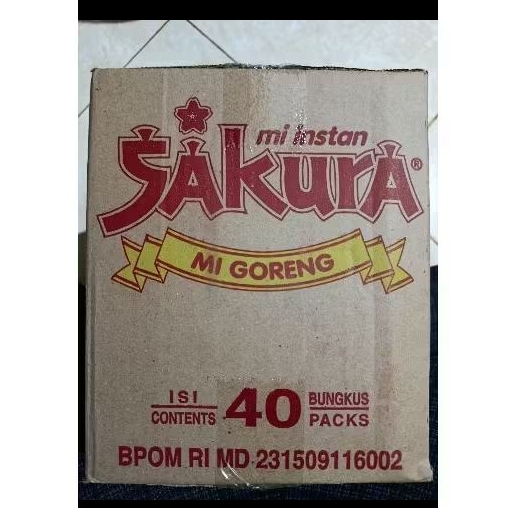 mi instan
SAKURA®
MI GORENG
ISI 40 BUNGKUS
CONTENTS PACKS
BPOM RI MD 231509116002